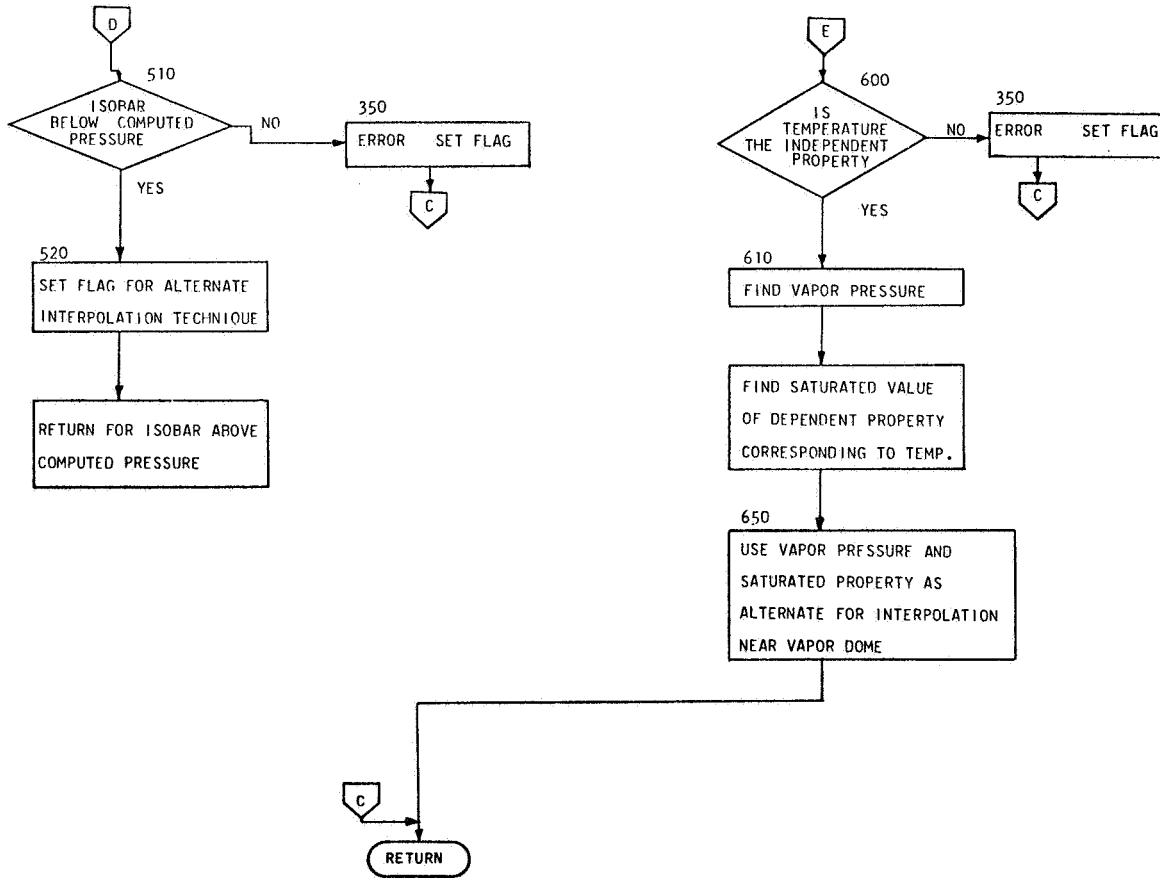 D
510
ISOBAR
BELOW COMPUTED
PRESSURE
NO
350
ERROR SET FLAG
C
YES
520
SET FLAG FOR ALTERNATE
INTERPOLATION TECHNIQUE
RETURN FOR ISOBAR ABOVE
COMPUTED PRESSURE
E
600
IS
TEMPERATURE
THE INDEPENDENT
PROPERTY
NO
350
ERROR SET FLAG
C
YES
610
FIND VAPOR PRESSURE
FIND SATURATED VALUE
OF DEPENDENT PROPERTY
CORRESPONDING TO TEMP.
650
USE VAPOR PRESSURE AND
SATURATED PROPERTY AS
ALTERNATE FOR INTERPOLATION
NEAR VAPOR DOME
C
RETURN